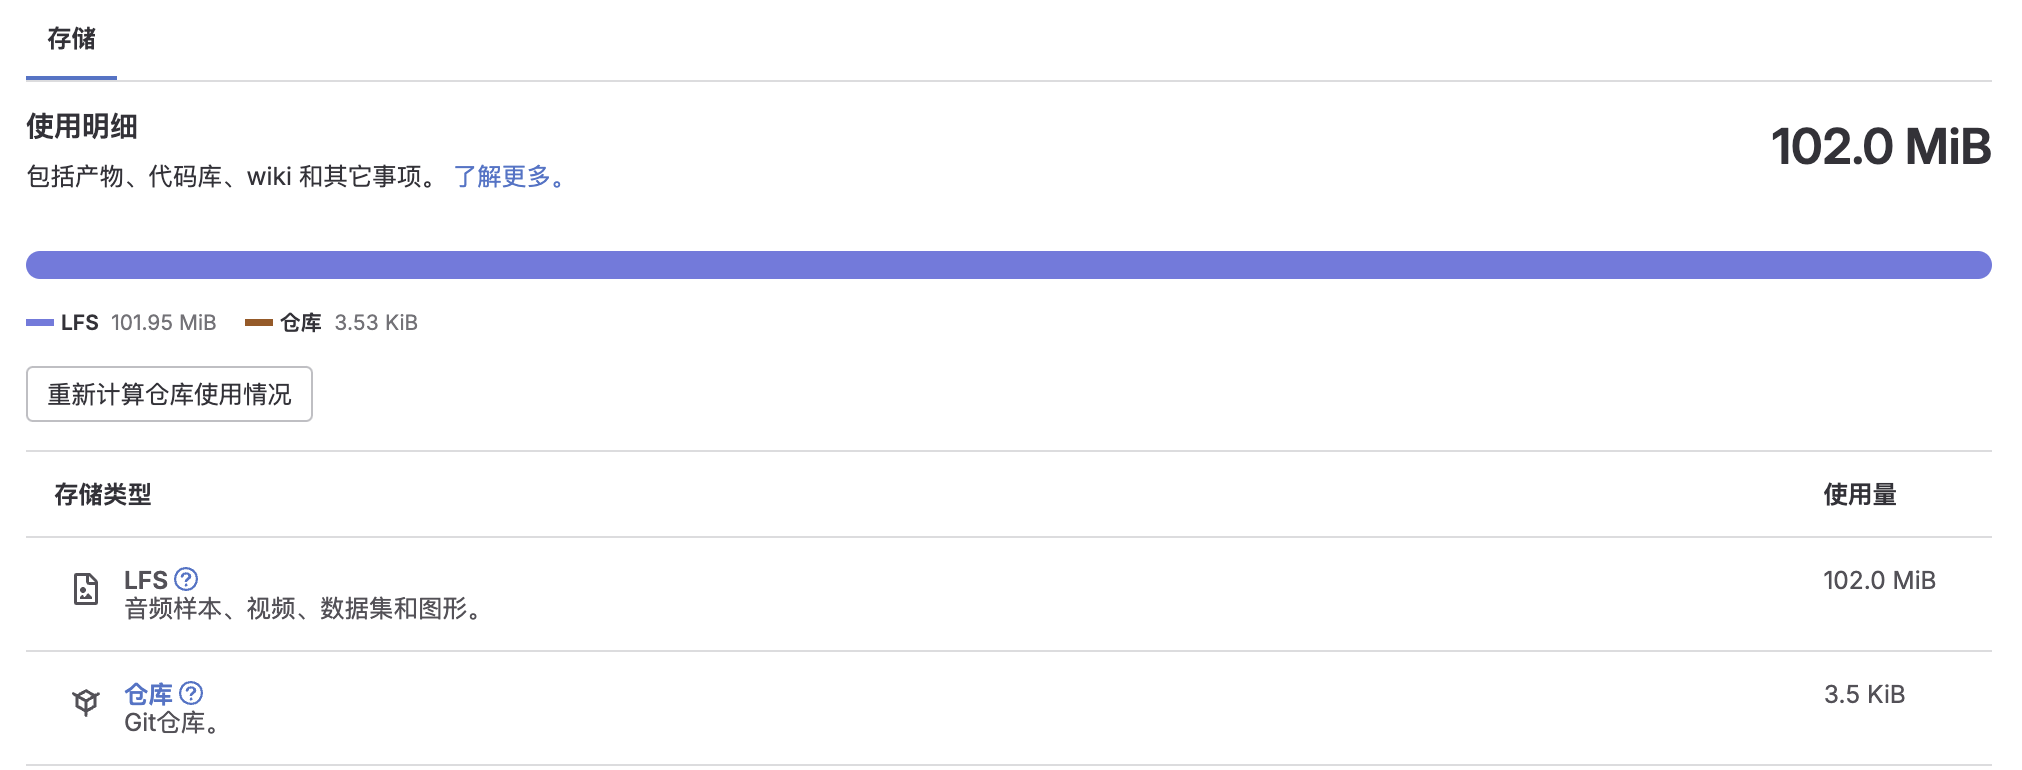 存储
使用明细
102.0 MiB
包括产物、代码库、wiki 和其它事项。 了解更多。
LFS 101.95 MiB 仓库 3.53 KiB
重新计算仓库使用情况
存储类型 使用量
LFS 102.0 MiB
音频样本、视频、数据集和图形。
仓库 3.5 KiB
Git仓库。